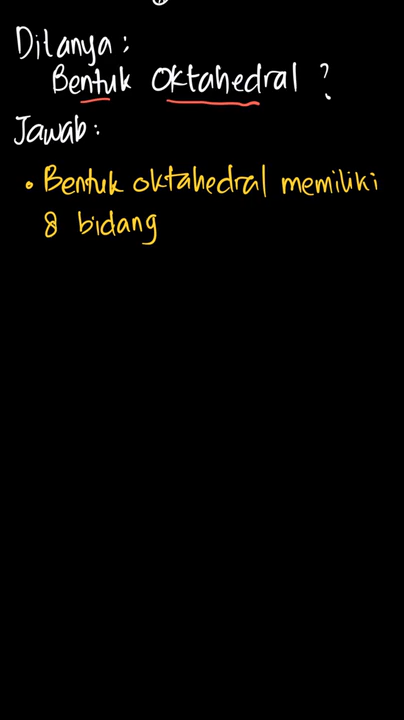 Ditanya :
Bentuk Oktahedral ?
Jawab :
• Bentuk oktahedral memiliki
8 bidang